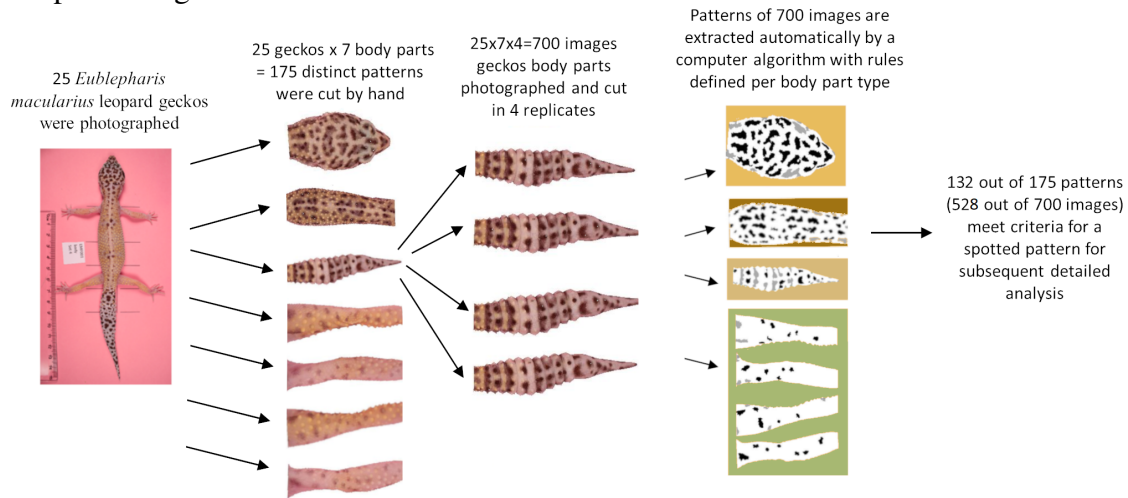 25 Eublepharis
macularius leopard geckos
were photographed
25 geckos x 7 body parts
= 175 distinct patterns
were cut by hand
25x7x4=700 images
geckos body parts
photographed and cut
in 4 replicates
Patterns of 700 images are
extracted automatically by a
computer algorithm with rules
defined per body part type
132 out of 175 patterns
(528 out of 700 images)
meet criteria for a
spotted pattern for
subsequent detailed
analysis